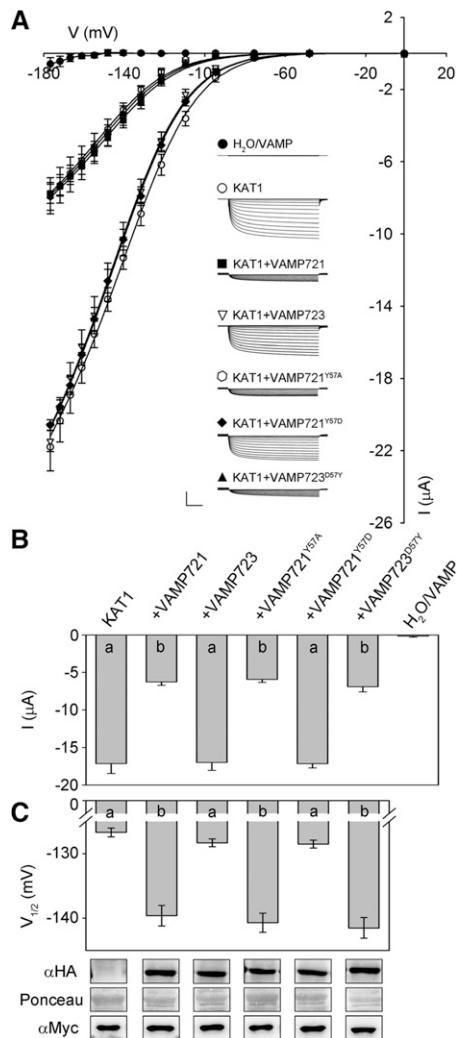 A
V (mV)
-180 -140 -100 -60 -20 20
0
-2
-6
-10
-14
-18
-22
-26
I (µA)
H₂O/VAMP
KAT1
KAT1+VAMP721
KAT1+VAMP723
KAT1+VAMP721Y57A
KAT1+VAMP721Y57D
KAT1+VAMP723D57Y
B
KAT1 +VAMP721 +VAMP723 +VAMP721Y57A +VAMP721Y57D +VAMP723D57Y H₂O/VAMP
0
-5
-10
-15
-20
I (µA)
a b a b a b
C
0
-130
-140
V1/2 (mV)
a b a b a b
αHA
Ponceau
αMyc